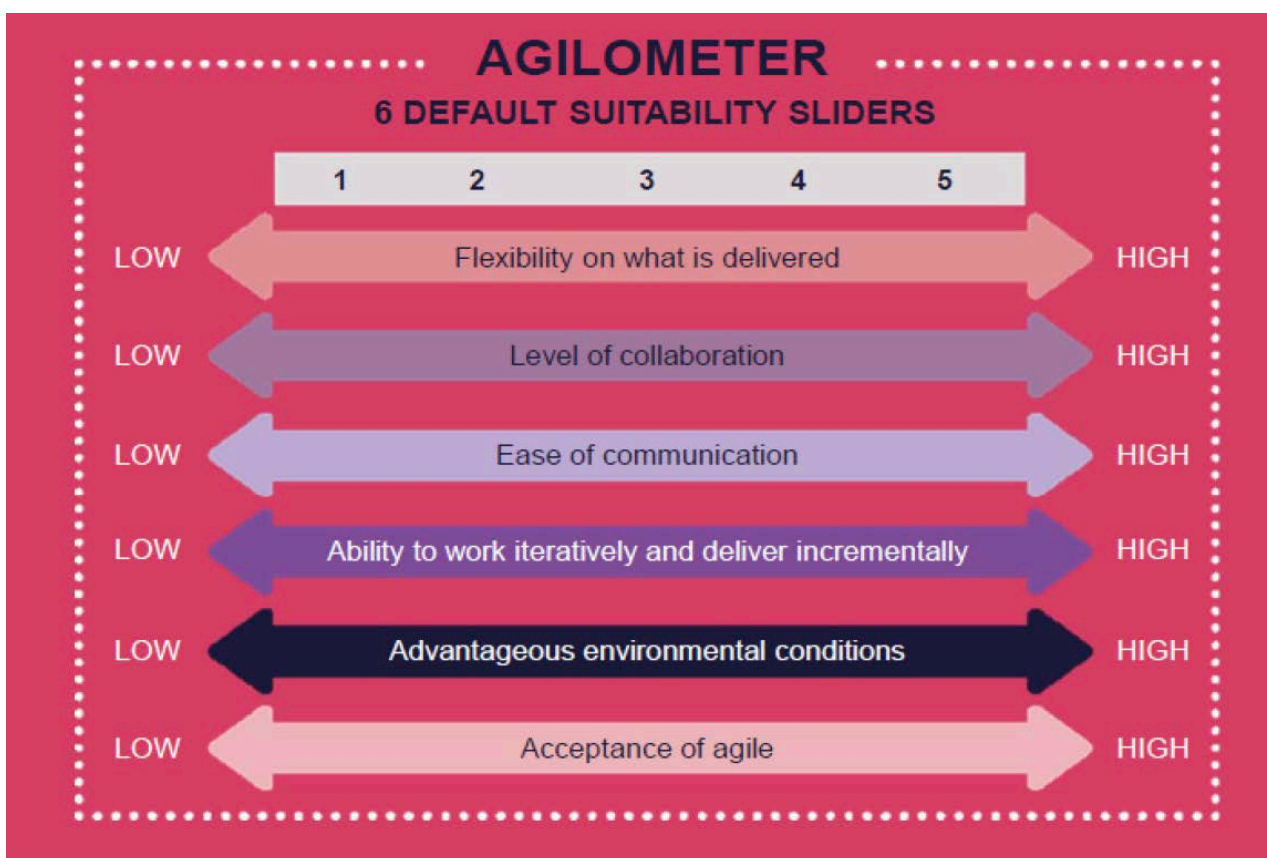 AGILOMETER
6 DEFAULT SUITABILITY SLIDERS
1 2 3 4 5
LOW Flexibility on what is delivered HIGH
LOW Level of collaboration HIGH
LOW Ease of communication HIGH
LOW Ability to work iteratively and deliver incrementally HIGH
LOW Advantageous environmental conditions HIGH
LOW Acceptance of agile HIGH